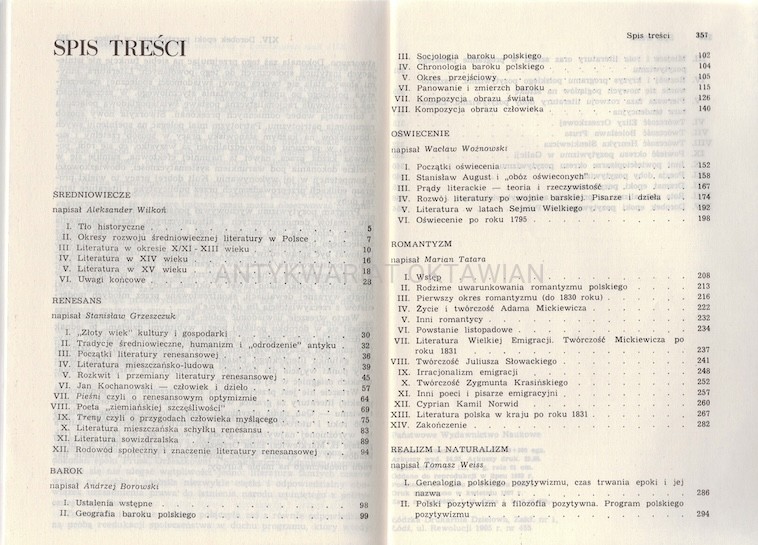 SPIS TREŚCI
ŚREDNIOWIECZE
napisał Aleksander Wilkoń
I. Tło historyczne 5
II. Okresy rozwoju średniowiecznej literatury w Polsce 7
III. Literatura w okresie X/XI - XIII wieku 10
IV. Literatura w XIV wieku 16
V. Literatura w XV wieku 18
VI. Uwagi końcowe 28
RENESANS
napisał Stanisław Grzeszczuk
I. „Złoty wiek" kultury i gospodarki 30
II. Tradycje średniowieczne, humanizm i „odrodzenie" antyku 32
III. Początki literatury renesansowej 36
IV. Literatura mieszczańsko-ludowa 39
V. Rozkwit i przemiany literatury renesansowej 45
VI. Jan Kochanowski — człowiek i dzieło 57
VII. Pieśni czyli o renesansowym optymizmie 64
VIII. Poeta „ziemiańskiej szczęśliwości" 69
IX. Treny czyli o przygodach człowieka myślącego 75
X. Literatura mieszczańska schyłku renesansu 83
XI. Literatura sowizdrzalska 89
XII. Rodowód społeczny i znaczenie literatury renesansowej 94
BAROK
napisał Andrzej Borowski
I. Ustalenia wstępne 98
II. Geografia baroku polskiego 99
Spis treści 357
III. Socjologia baroku polskiego 102
IV. Chronologia baroku polskiego 104
V. Okres przejściowy 105
VI. Panowanie i zmierzch baroku 115
VII. Kompozycja obrazu świata 126
VIII. Kompozycja obrazu człowieka 140
OŚWIECENIE
napisał Wacław Woźnowski
I. Początki oświecenia 152
II. Stanisław August i „obóz oświeconych" 158
III. Prądy literackie — teoria i rzeczywistość 167
IV. Rozwój literatury po wojnie barskiej. Pisarze i dzieła 174
V. Literatura w latach Sejmu Wielkiego 192
VI. Oświecenie po roku 1795 198
ROMANTYZM
napisał Marian Tatara
I. Wstęp 208
II. Rodzime uwarunkowania romantyzmu polskiego 213
III. Pierwszy okres romantyzmu (do 1830 roku) 216
IV. Życie i twórczość Adama Mickiewicza 222
V. Inni romantycy 232
VI. Powstanie listopadowe 234
VII. Literatura Wielkiej Emigracji. Twórczość Mickiewicza po
roku 1831 237
VIII. Twórczość Juliusza Słowackiego 241
IX. Irracjonalizm emigracji 248
X. Twórczość Zygmunta Krasińskiego 252
XI. Inni poeci i pisarze emigracyjni 257
XII. Cyprian Kamil Norwid 260
XIII. Literatura polska w kraju po roku 1831 267
XIV. Zakończenie 282
REALIZM I NATURALIZM
napisał Tomasz Weiss
I. Genealogia polskiego pozytywizmu, czas trwania epoki i jej
nazwa 286
II. Polski pozytywizm a filozofia pozytywna. Program polskiego
pozytywizmu 294
ANTYKWARIAT OKTAWIAN